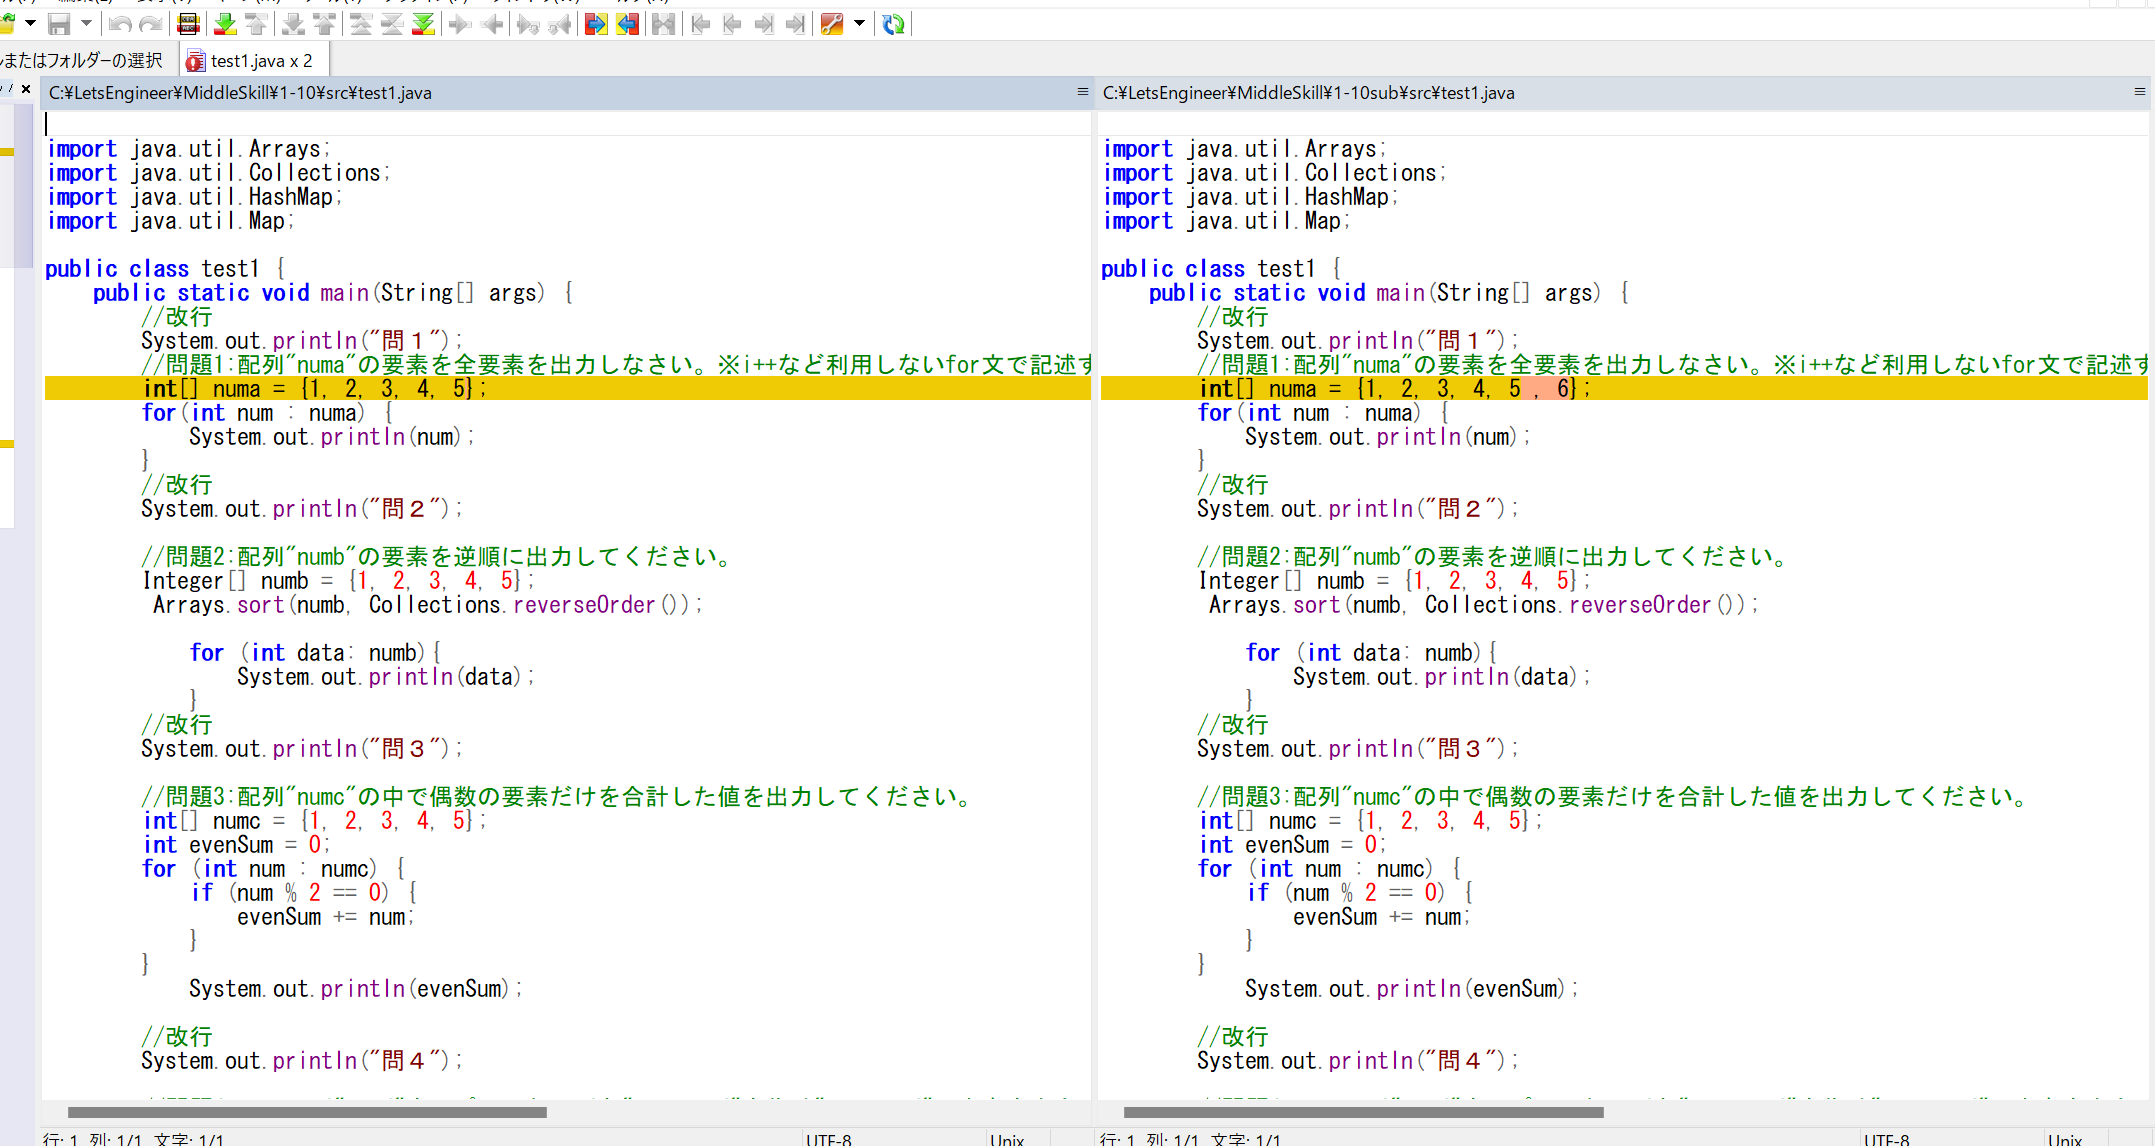 またはフォルダーの選択
test1.java x 2
C:¥LetsEngineer¥MiddleSkill¥1-10¥src¥test1.java
import java.util.Arrays;
import java.util.Collections;
import java.util.HashMap;
import java.util.Map;
public class test1 {
public static void main(String[] args) {
//改行
System.out.println("問１");
//問題1:配列"numa"の要素を全要素を出力しなさい。※i++など利用しないfor文で記述す
int[] numa = {1, 2, 3, 4, 5};
for(int num : numa) {
System.out.println(num);
}
//改行
System.out.println("問２");
//問題2:配列"numb"の要素を逆順に出力してください。
Integer[] numb = {1, 2, 3, 4, 5};
Arrays.sort(numb, Collections.reverseOrder());
for (int data: numb){
System.out.println(data);
}
//改行
System.out.println("問３");
//問題3:配列"numc"の中で偶数の要素だけを合計した値を出力してください。
int[] numc = {1, 2, 3, 4, 5};
int evenSum = 0;
for (int num : numc) {
if (num % 2 == 0) {
evenSum += num;
}
}
System.out.println(evenSum);
//改行
System.out.println("問４");
行: 1 列: 1/1 文字: 1/1
UTF-8
Unix
C:¥LetsEngineer¥MiddleSkill¥1-10sub¥src¥test1.java
import java.util.Arrays;
import java.util.Collections;
import java.util.HashMap;
import java.util.Map;
public class test1 {
public static void main(String[] args) {
//改行
System.out.println("問１");
//問題1:配列"numa"の要素を全要素を出力しなさい。※i++など利用しないfor文で記述す
int[] numa = {1, 2, 3, 4, 5 , 6};
for(int num : numa) {
System.out.println(num);
}
//改行
System.out.println("問２");
//問題2:配列"numb"の要素を逆順に出力してください。
Integer[] numb = {1, 2, 3, 4, 5};
Arrays.sort(numb, Collections.reverseOrder());
for (int data: numb){
System.out.println(data);
}
//改行
System.out.println("問３");
//問題3:配列"numc"の中で偶数の要素だけを合計した値を出力してください。
int[] numc = {1, 2, 3, 4, 5};
int evenSum = 0;
for (int num : numc) {
if (num % 2 == 0) {
evenSum += num;
}
}
System.out.println(evenSum);
//改行
System.out.println("問４");
行: 1 列: 1/1 文字: 1/1
UTF-8
Unix